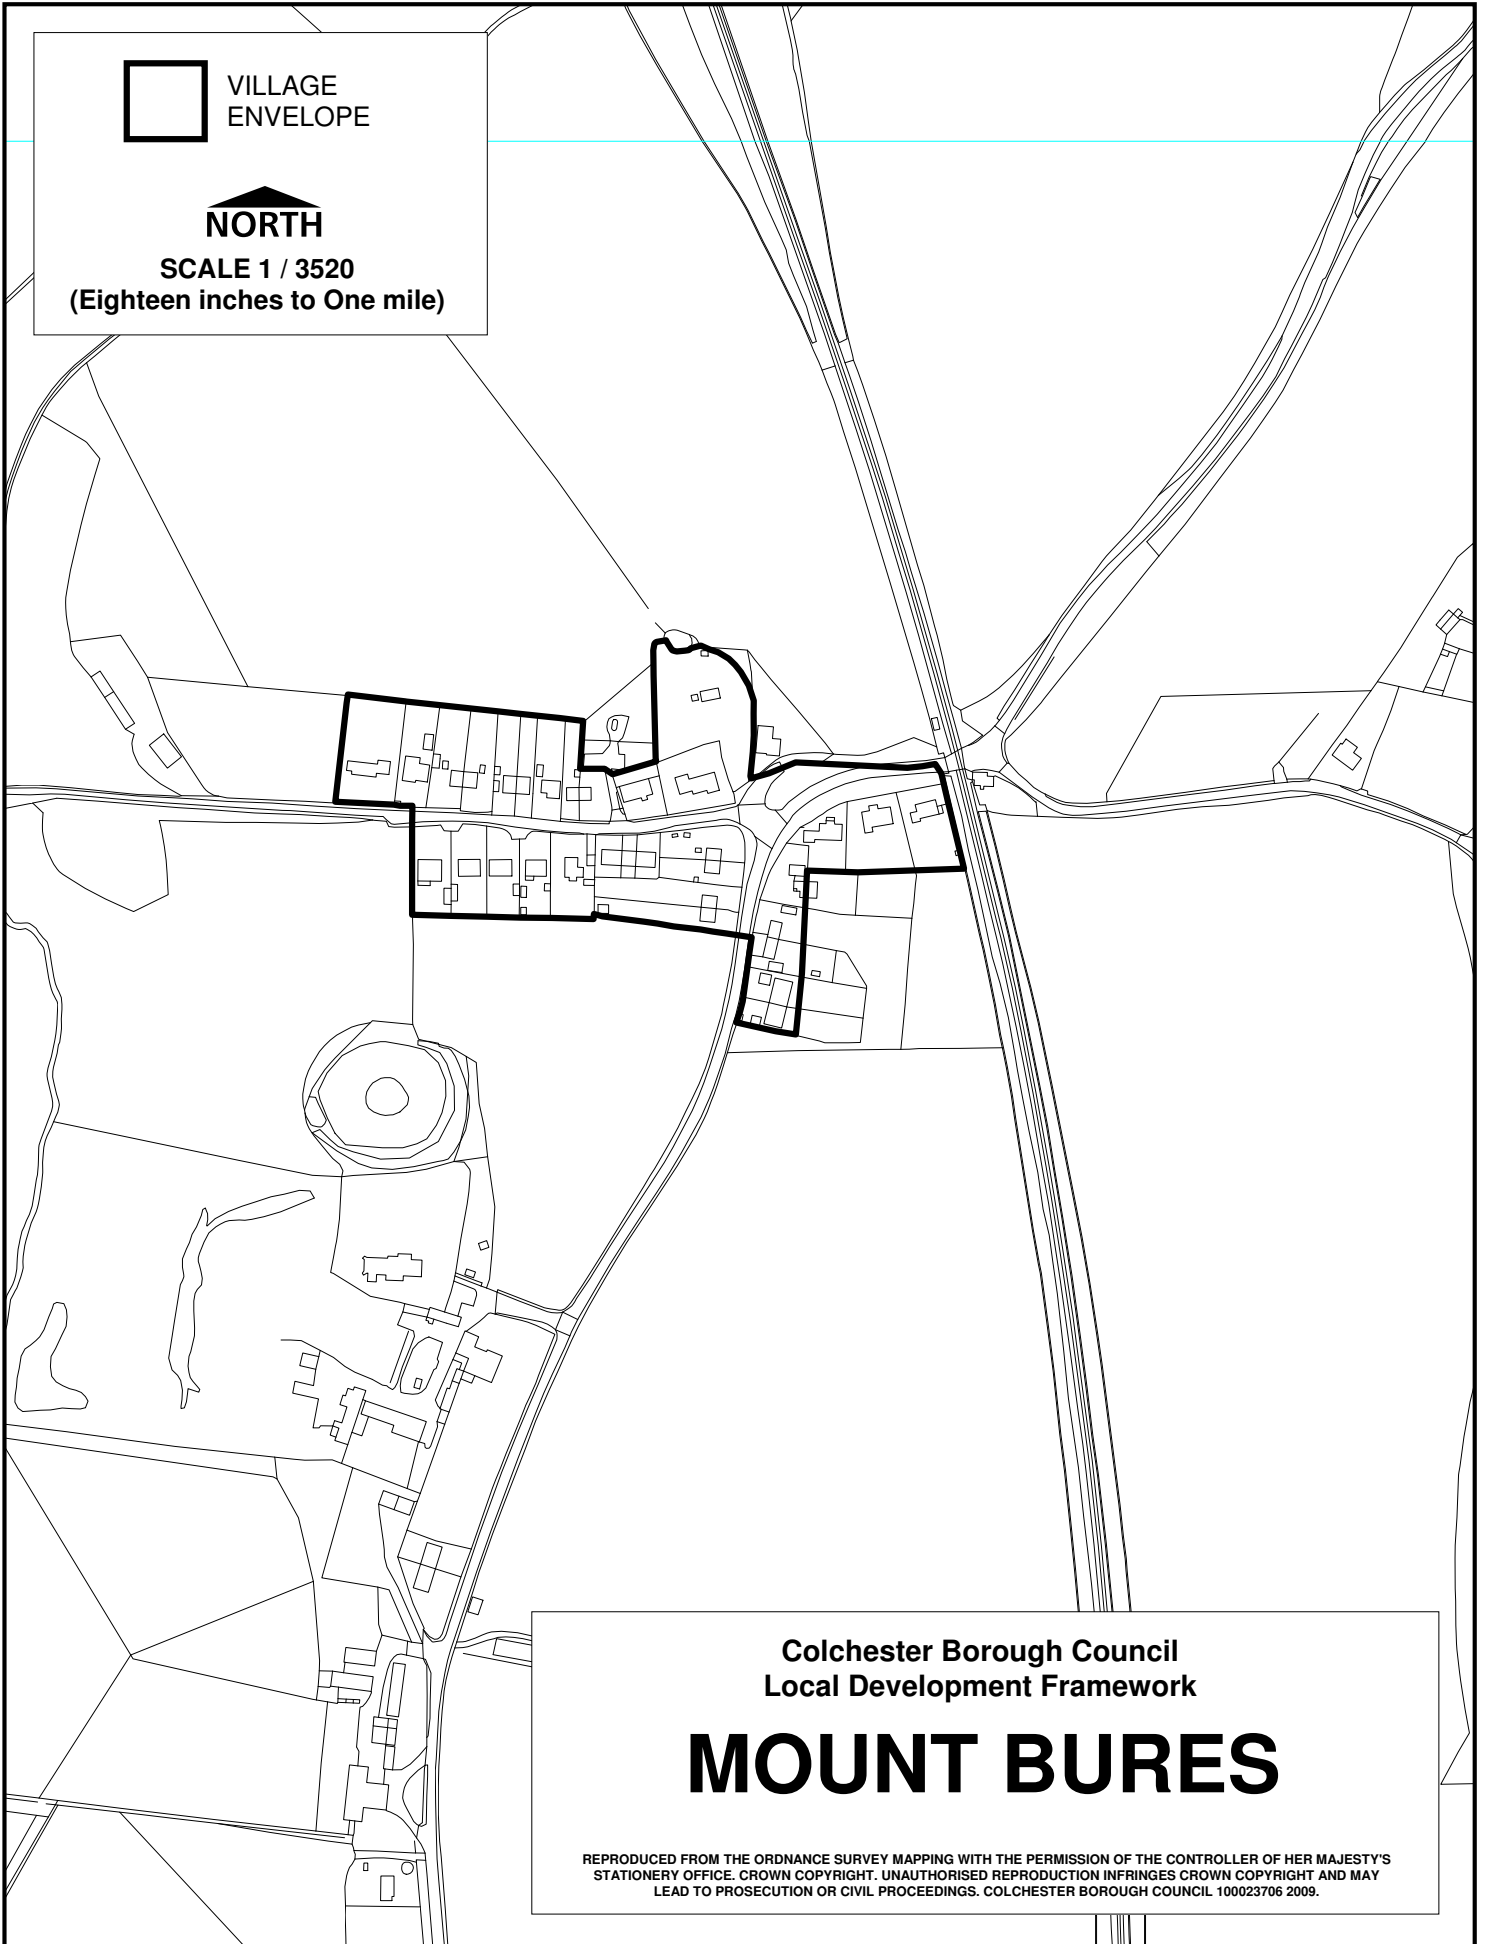 VILLAGE
ENVELOPE
NORTH
SCALE 1 / 3520
(Eighteen inches to One mile)
Colchester Borough Council
Local Development Framework
MOUNT BURES
REPRODUCED FROM THE ORDNANCE SURVEY MAPPING WITH THE PERMISSION OF THE CONTROLLER OF HER MAJESTY'S
STATIONERY OFFICE. CROWN COPYRIGHT. UNAUTHORISED REPRODUCTION INFRINGES CROWN COPYRIGHT AND MAY
LEAD TO PROSECUTION OR CIVIL PROCEEDINGS. COLCHESTER BOROUGH COUNCIL 100023706 2009.